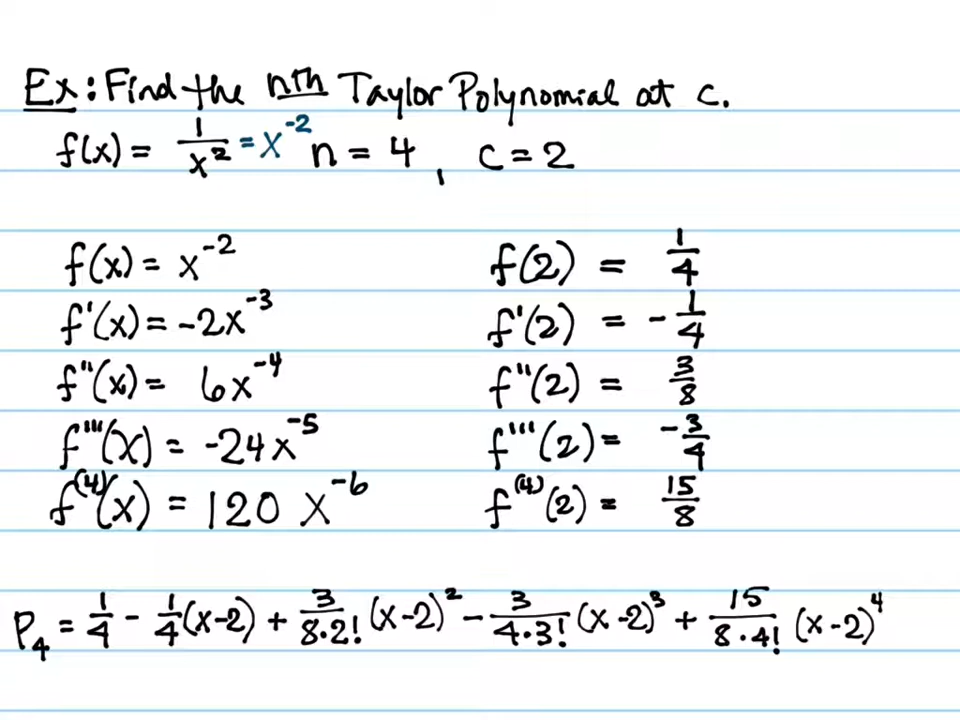 Ex: Find the nth Taylor Polynomial at c.
f(x) = 1/x² = x⁻² , n = 4, c = 2
f(x) = x⁻² f(2) = 1/4
f'(x) = -2x⁻³ f'(2) = -1/4
f''(x) = 6x⁻⁴ f''(2) = 3/8
f'''(x) = -24x⁻⁵ f'''(2) = -3/4
f⁽⁴⁾(x) = 120 x⁻⁶ f⁽⁴⁾(2) = 15/8
P₄ = 1/4 - 1/4(x-2) + 3/(8·2!) (x-2)² - 3/(4·3!) (x-2)³ + 15/(8·4!) (x-2)⁴